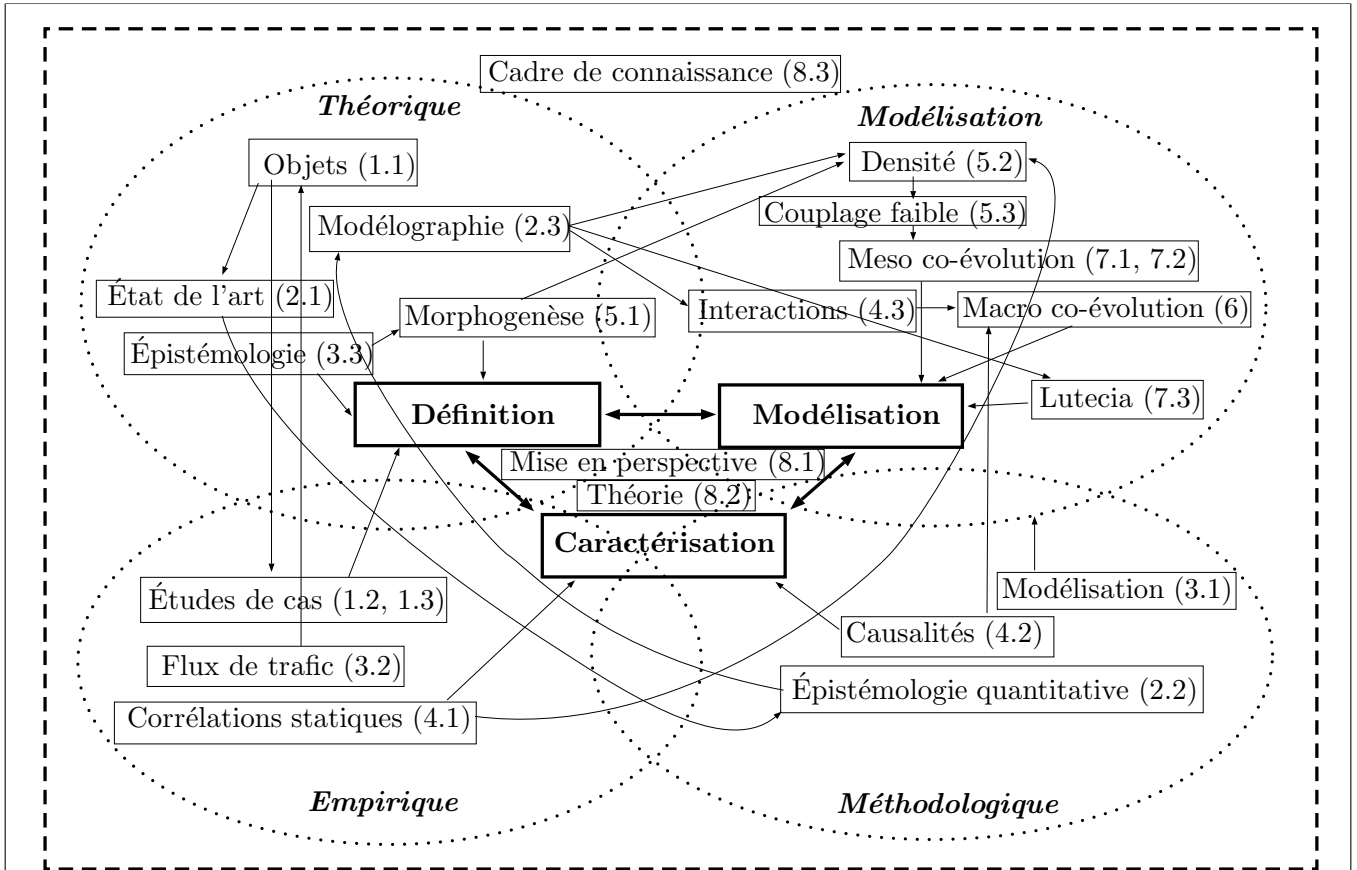 Cadre de connaissance (8.3)
Théorique
Modélisation
Objets (1.1)
Densité (5.2)
Modélographie (2.3)
Couplage faible (5.3)
Meso co-évolution (7.1, 7.2)
État de l'art (2.1)
Morphogenèse (5.1)
Interactions (4.3)
Macro co-évolution (6)
Épistémologie (3.3)
Définition
Modélisation
Lutecia (7.3)
Mise en perspective (8.1)
Théorie (8.2)
Caractérisation
Études de cas (1.2, 1.3)
Modélisation (3.1)
Causalités (4.2)
Flux de trafic (3.2)
Épistémologie quantitative (2.2)
Corrélations statiques (4.1)
Empirique
Méthodologique